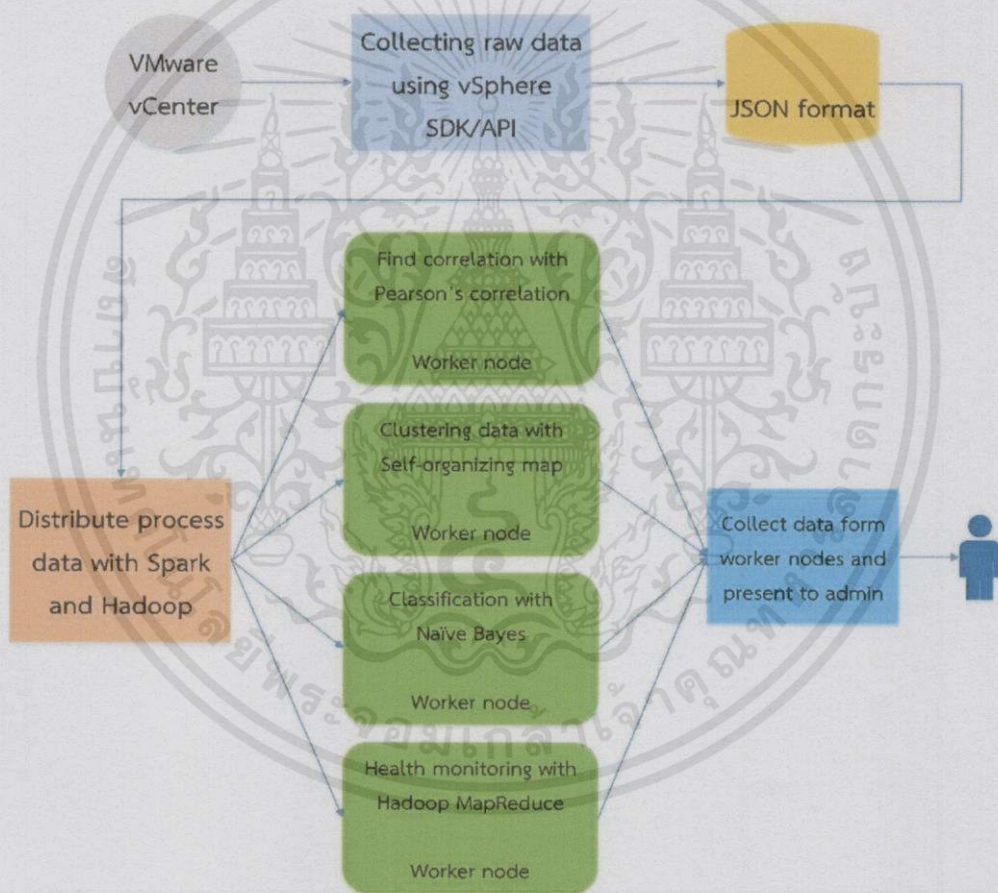 VMware
vCenter
Collecting raw data
using vSphere
SDK/API
JSON format
Find correlation with
Pearson's correlation
Worker node
Clustering data with
Self-organizing map
Worker node
Distribute process
data with Spark
and Hadoop
Classification with
Naïve Bayes
Worker node
Health monitoring with
Hadoop MapReduce
Worker node
Collect data form
worker nodes and
present to admin